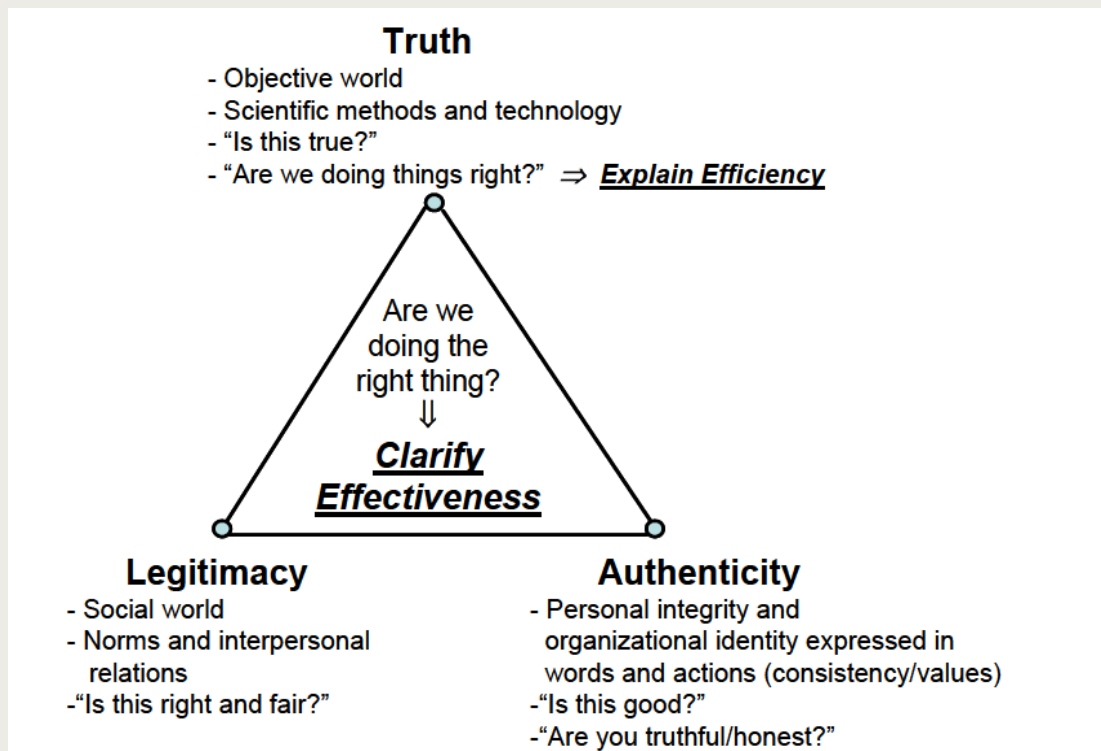 Truth
- Objective world
- Scientific methods and technology
- “Is this true?”
- “Are we doing things right?” ⇒ Explain Efficiency
Are we
doing the
right thing?
⇓
Clarify
Effectiveness
Legitimacy
- Social world
- Norms and interpersonal
relations
-“Is this right and fair?”
Authenticity
- Personal integrity and
organizational identity expressed in
words and actions (consistency/values)
-“Is this good?”
-“Are you truthful/honest?”